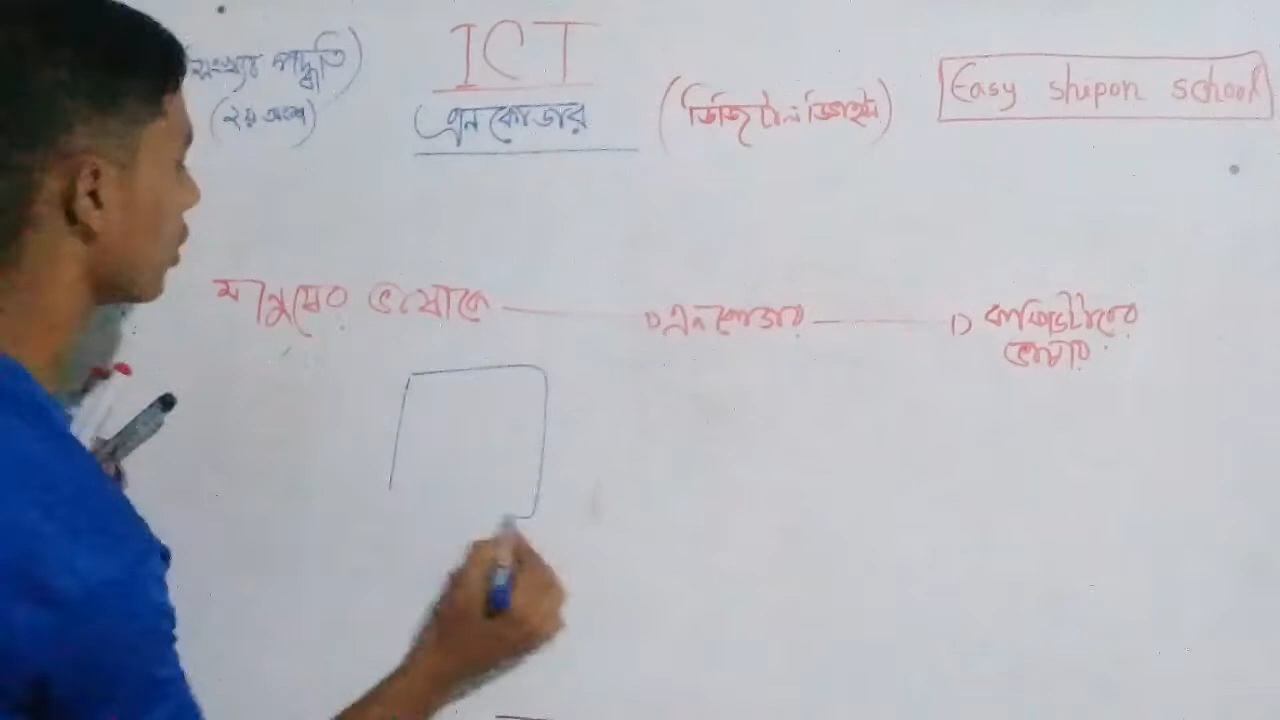 ICT
Easy shipon school
সংখ্যা পদ্ধতি)
(২য় অংশ)
এনকোডার
(ডিজিটাল ডিভাইস)
মানুষের ভাষাকে
এনকোডার
কম্পিউটারের
ভাষায়